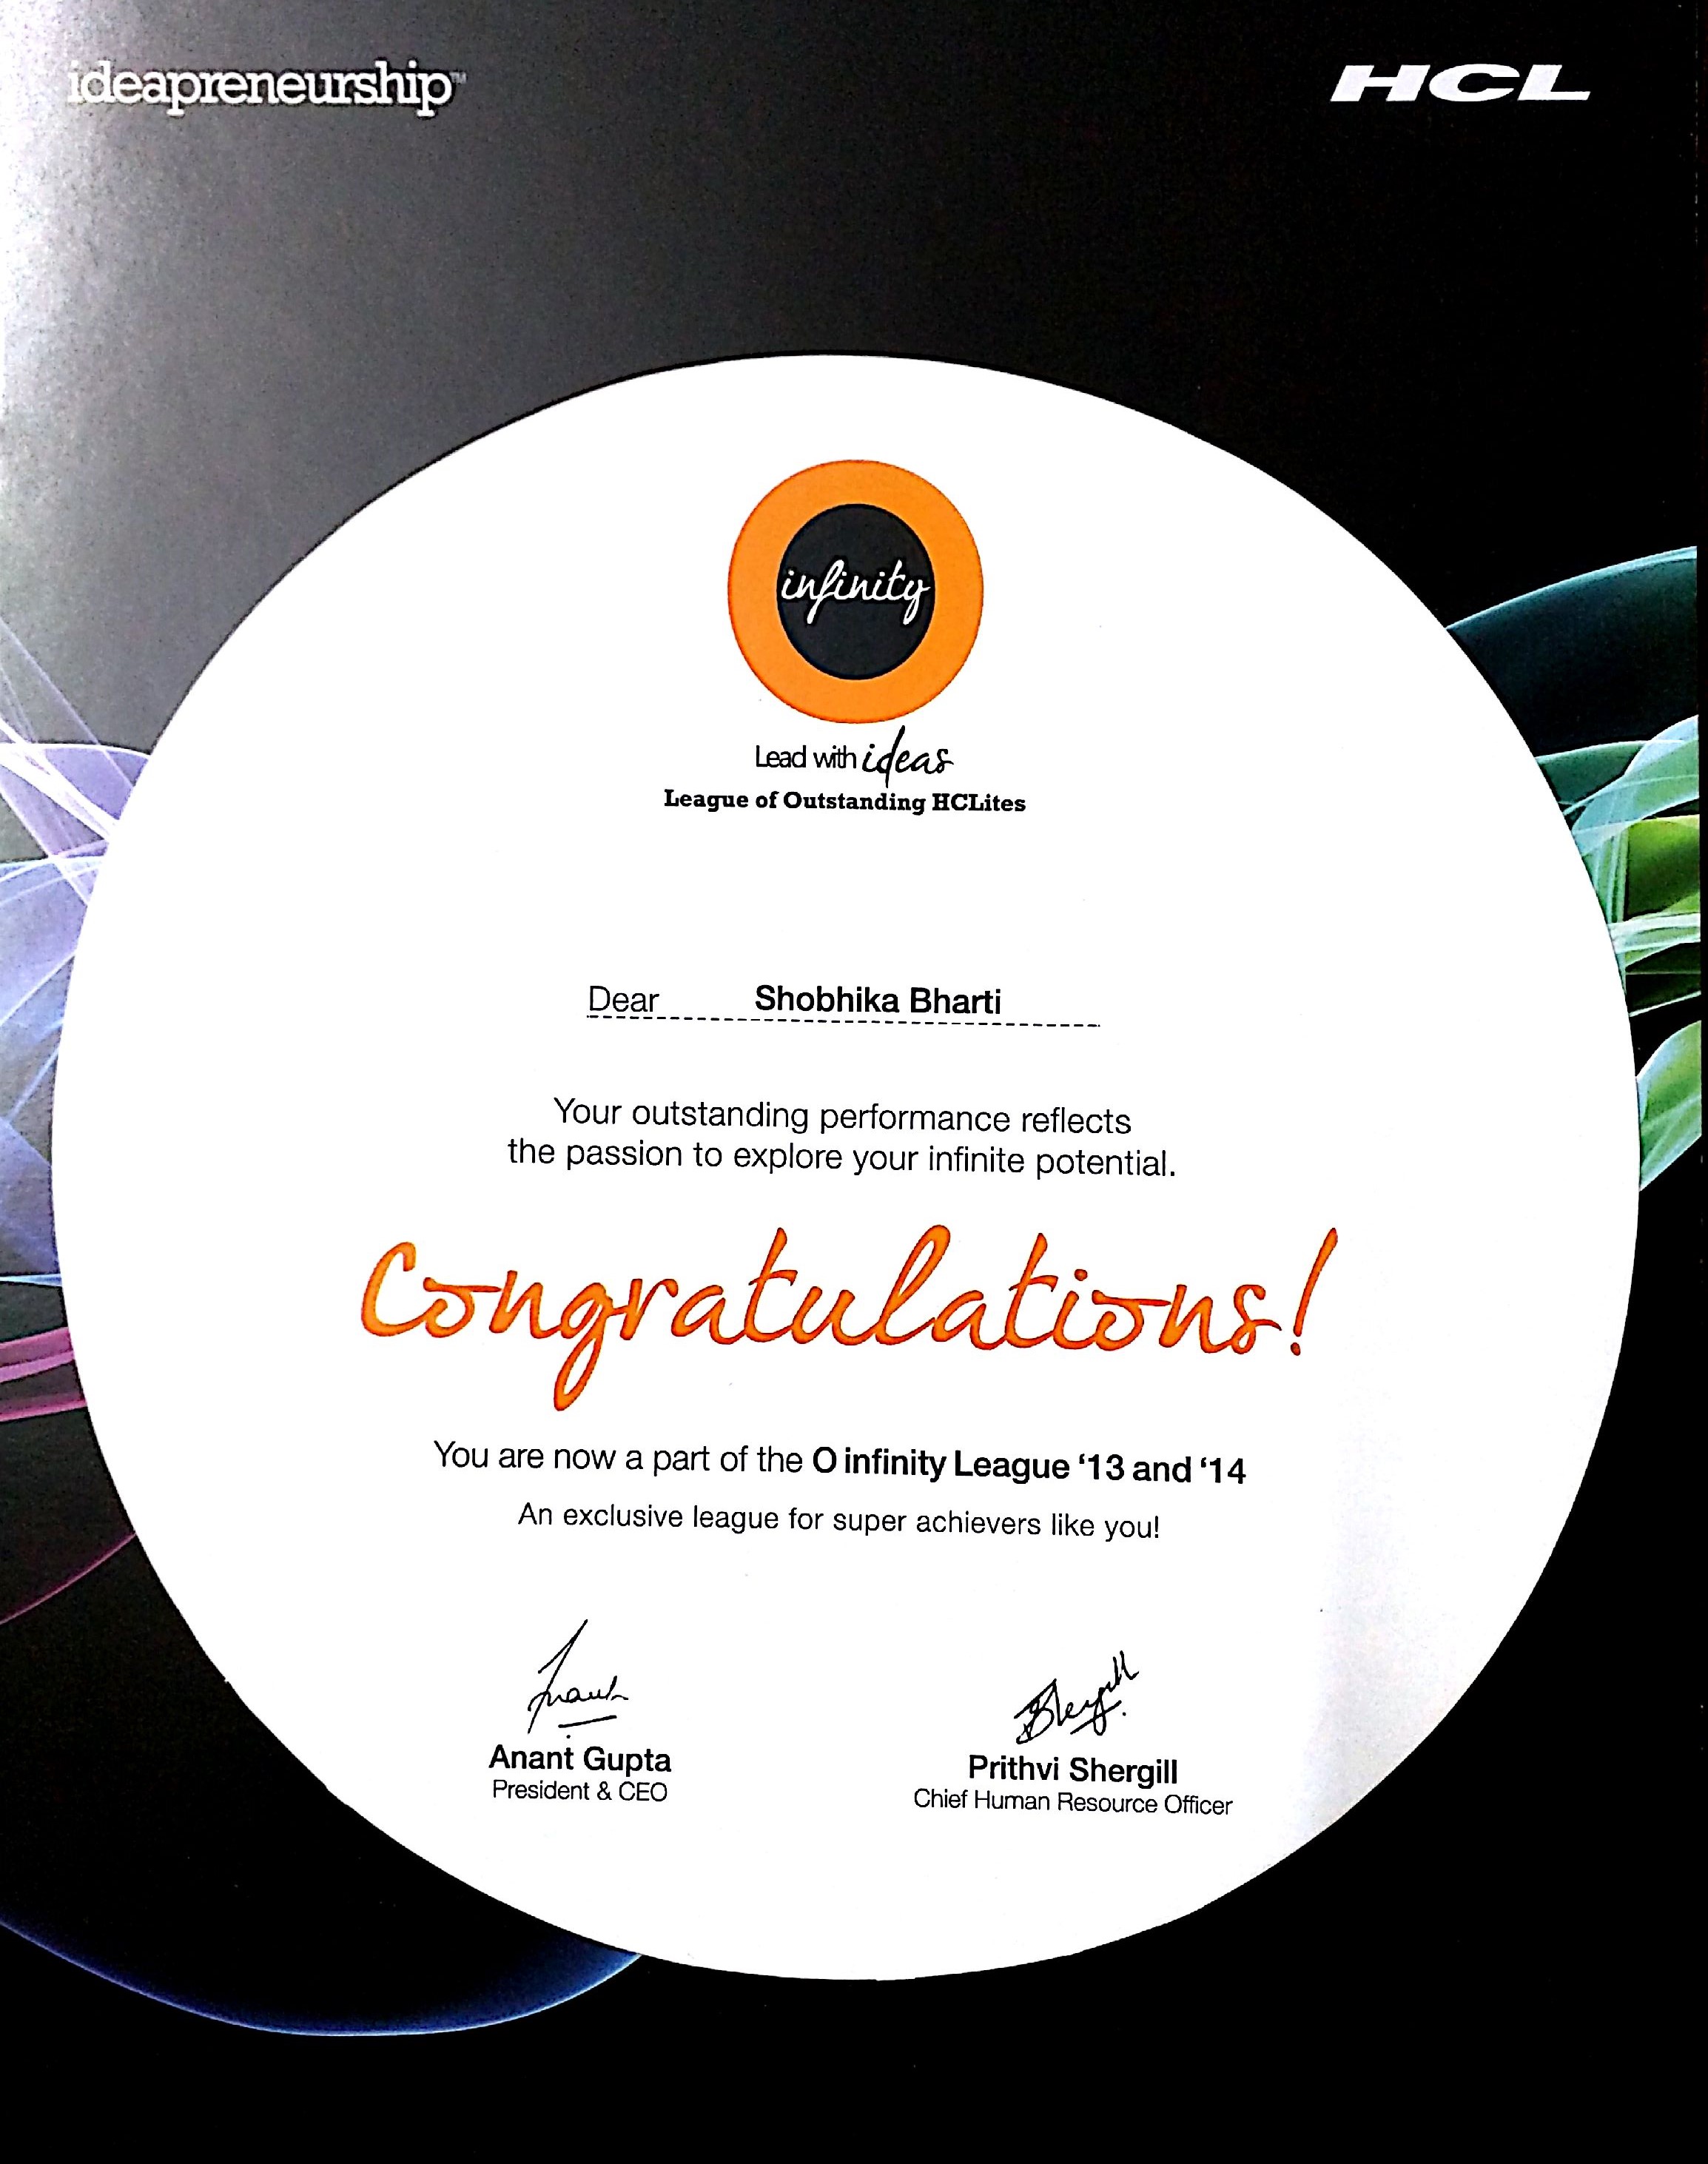 ideapreneurship™
HCL
infinity
Lead with ideas
League of Outstanding HCLites
Dear Shobhika Bharti
Your outstanding performance reflects
the passion to explore your infinite potential.
Congratulations!
You are now a part of the O infinity League ‘13 and ‘14
An exclusive league for super achievers like you!
Anant
Shergill
Anant Gupta
Prithvi Shergill
President & CEO
Chief Human Resource Officer